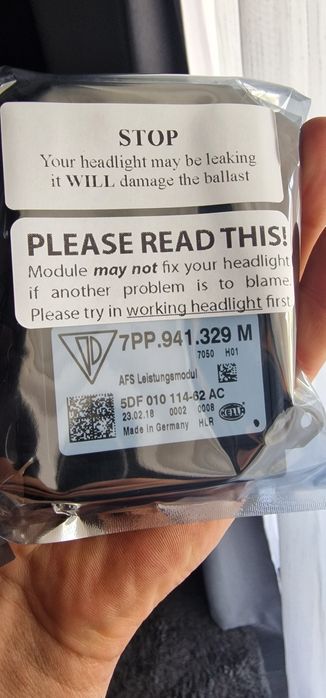 STOP
Your headlight may be leaking
it WILL damage the ballast
PLEASE READ THIS!
Module may not fix your headlight
if another problem is to blame.
Please try in working headlight first
7PP.941.329 M
7050 H01
AFS Leistungsmodul
5DF 010 114-62 AC
23.02.18 0002 0008
HELLA
Made in Germany HLR